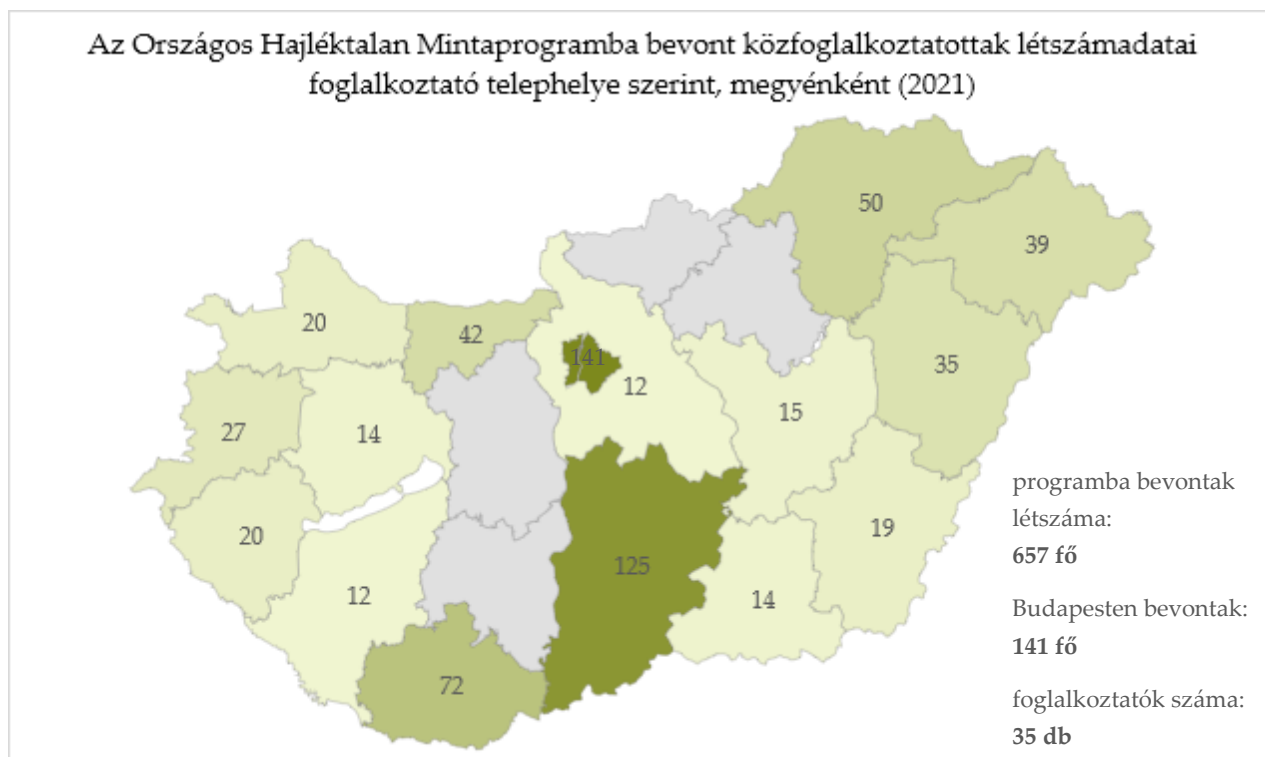 Az Országos Hajléktalan Mintaprogramba bevont közfoglalkoztatottak létszámadatai
foglalkoztató telephelye szerint, megyénként (2021)
50
39
20
42
141
12
35
15
27
14
20
19
12
125
14
72
programba bevontak
létszáma:
657 fő
Budapesten bevontak:
141 fő
foglalkoztatók száma:
35 db